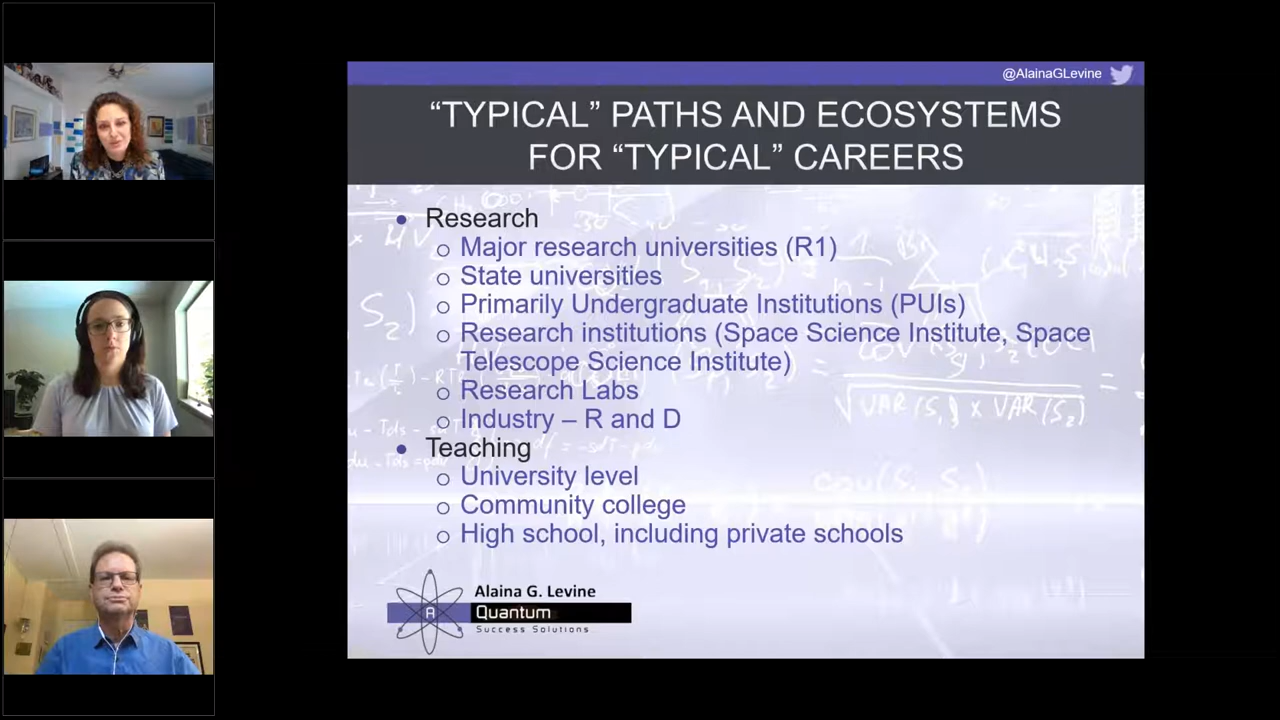 @AlainaGLevine
“TYPICAL” PATHS AND ECOSYSTEMS
FOR “TYPICAL” CAREERS
• Research
o Major research universities (R1)
o State universities
o Primarily Undergraduate Institutions (PUIs)
o Research institutions (Space Science Institute, Space
Telescope Science Institute)
o Research Labs
o Industry – R and D
• Teaching
o University level
o Community college
o High school, including private schools
Alaina G. Levine
A
Quantum
Success Solutions